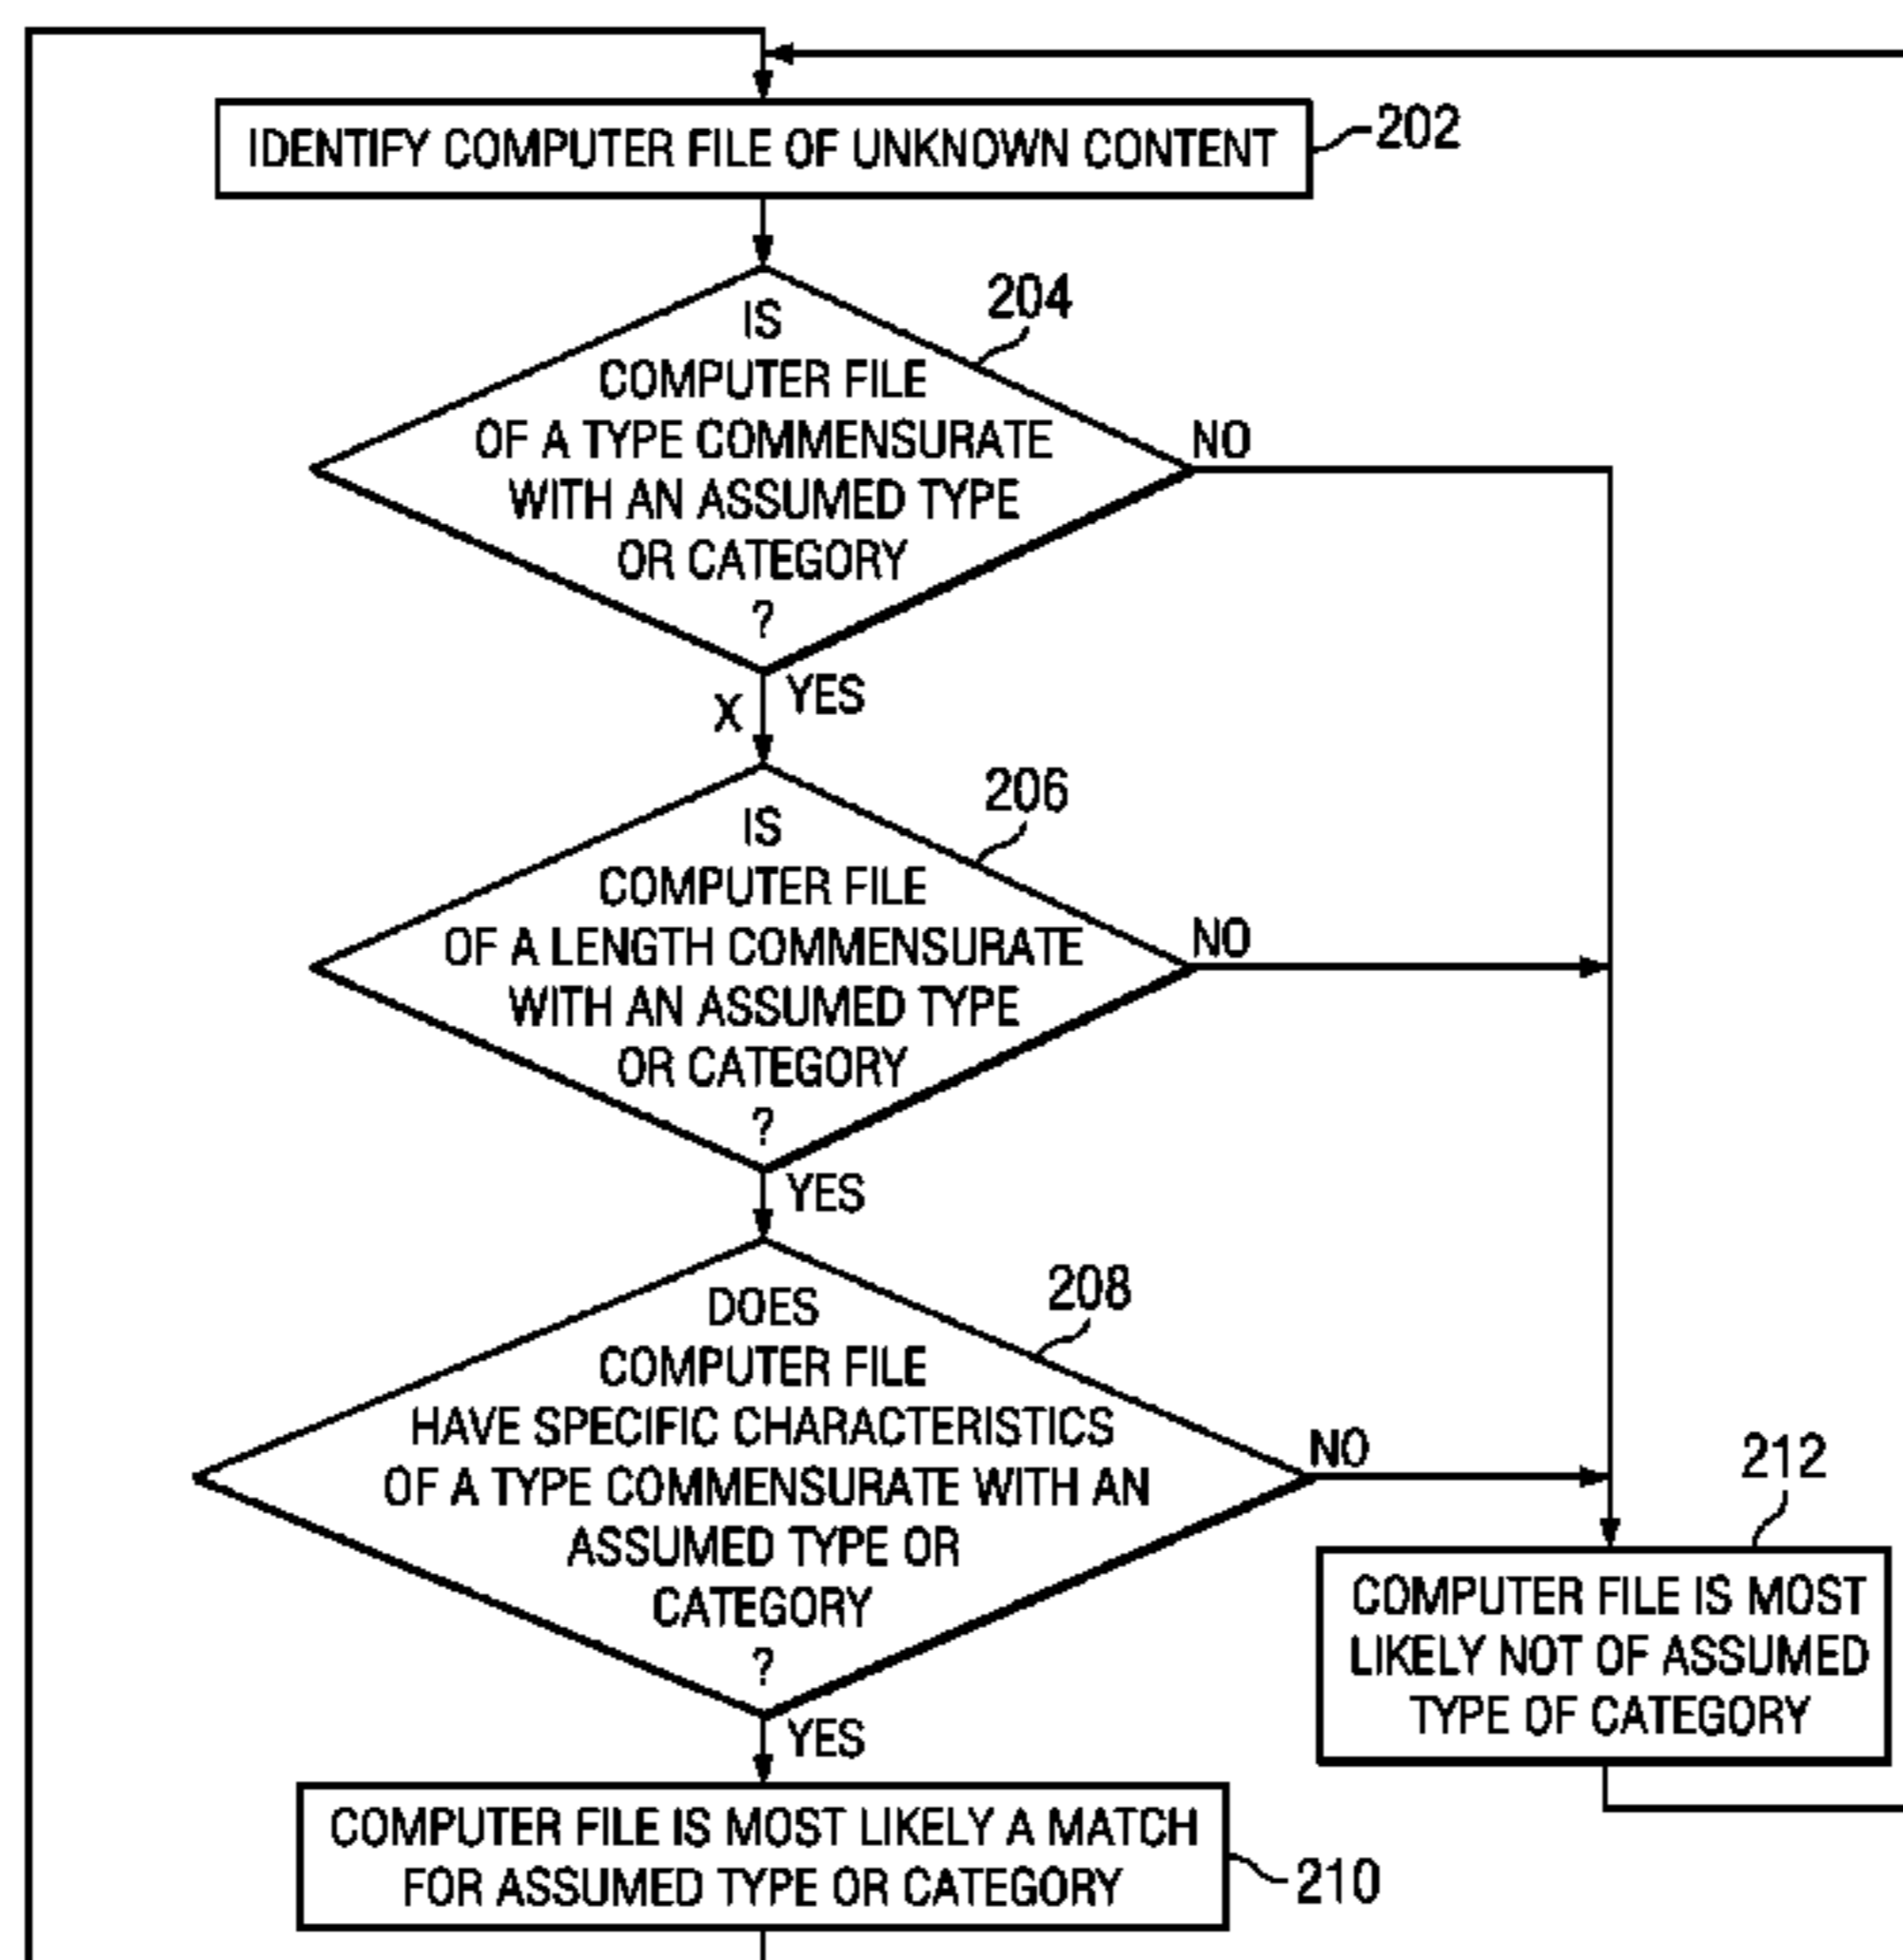 IDENTIFY COMPUTER FILE OF UNKNOWN CONTENT
202
204
IS
COMPUTER FILE
OF A TYPE COMMENSURATE
WITH AN ASSUMED TYPE
OR CATEGORY
?
NO
X
YES
206
IS
COMPUTER FILE
OF A LENGTH COMMENSURATE
WITH AN ASSUMED TYPE
OR CATEGORY
?
NO
YES
208
DOES
COMPUTER FILE
HAVE SPECIFIC CHARACTERISTICS
OF A TYPE COMMENSURATE WITH AN
ASSUMED TYPE OR
CATEGORY
?
NO
YES
212
COMPUTER FILE IS MOST
LIKELY NOT OF ASSUMED
TYPE OF CATEGORY
COMPUTER FILE IS MOST LIKELY A MATCH
FOR ASSUMED TYPE OR CATEGORY
210